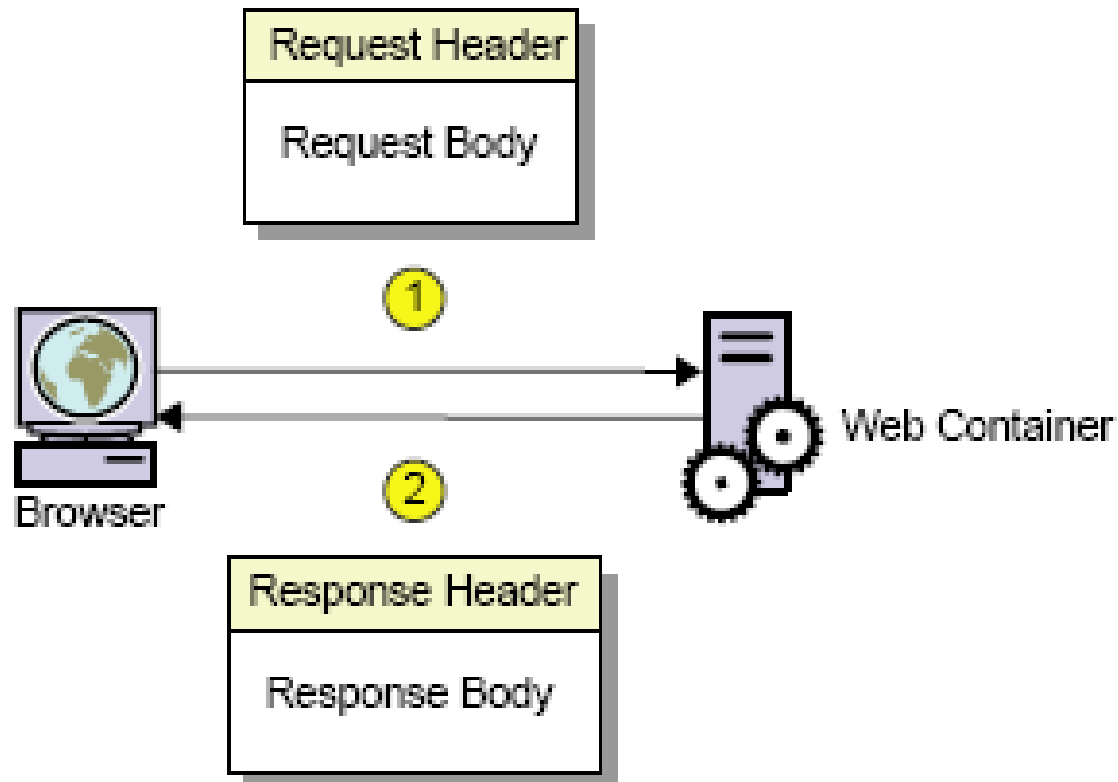 Request Header
Request Body
1
Web Container
2
Browser
Response Header
Response Body